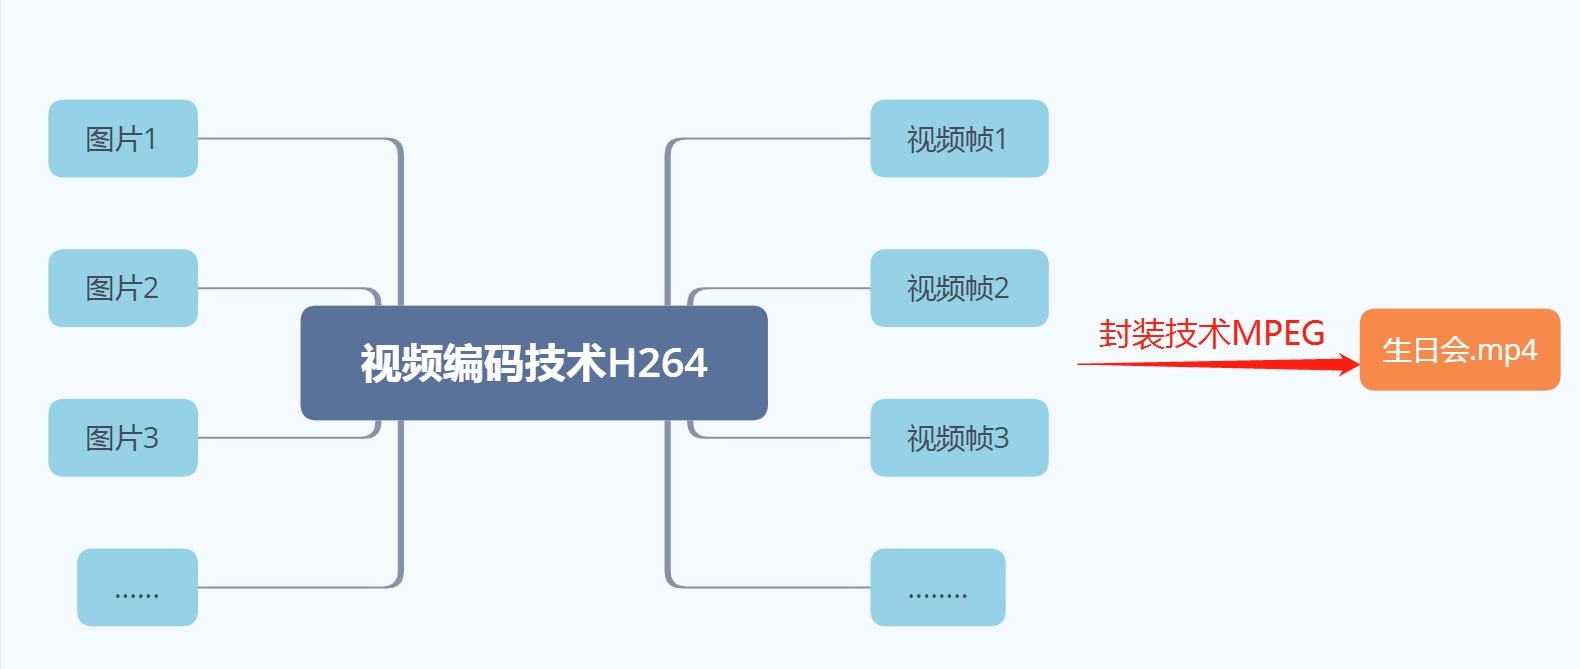 图片1
图片2
图片3
......
视频编码技术H264
视频帧1
视频帧2
视频帧3
........
封装技术MPEG
生日会.mp4